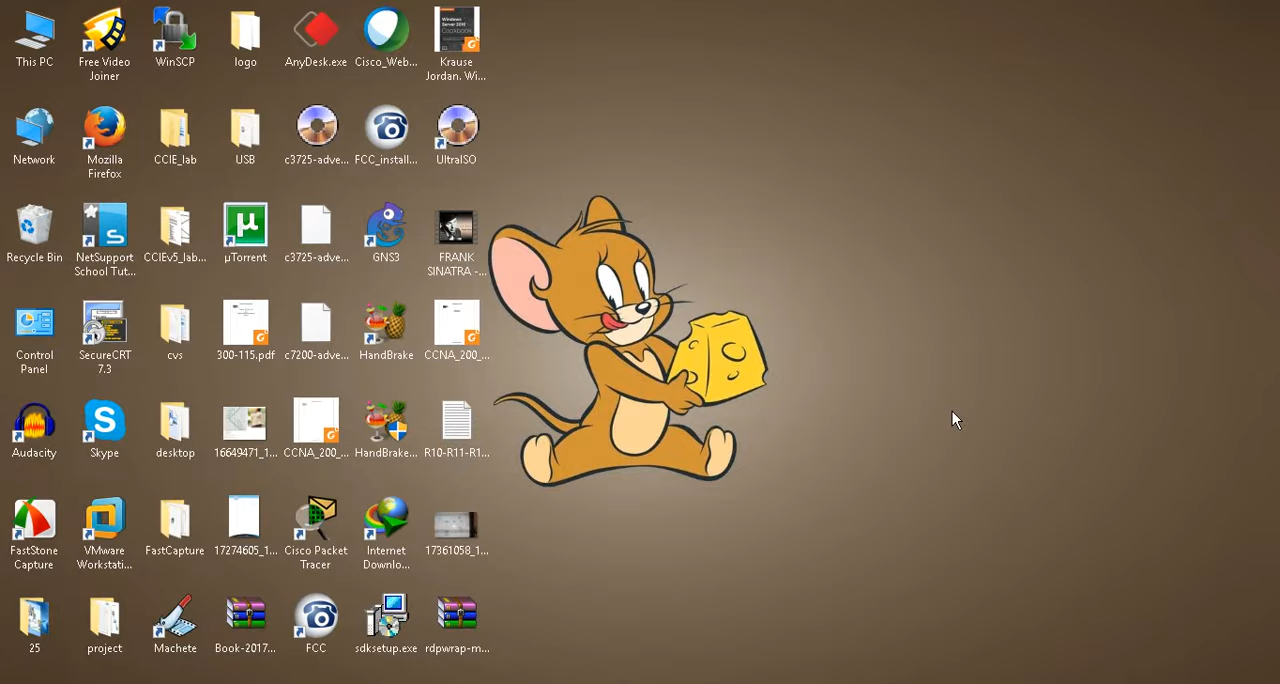 This PC
Free Video
Joiner
WinSCP
logo
AnyDesk.exe
Cisco_Web...
Krause
Jordan. Wi...
Network
Mozilla
Firefox
CCIE_lab
USB
c3725-adve...
FCC_install...
UltraISO
Recycle Bin
NetSupport
School Tut...
CCIEv5_lab...
µTorrent
c3725-adve...
GNS3
FRANK
SINATRA -...
Control
Panel
SecureCRT
7.3
cvs
300-115.pdf
c7200-adve...
HandBrake
CCNA_200_...
Audacity
Skype
desktop
16649471_1...
CCNA_200_...
HandBrake...
R10-R11-R1...
FastStone
Capture
VMware
Workstati...
FastCapture
17274605_1...
Cisco Packet
Tracer
Internet
Downlo...
17361058_1...
25
project
Machete
Book-2017...
FCC
sdksetup.exe
rdpwrap-m...